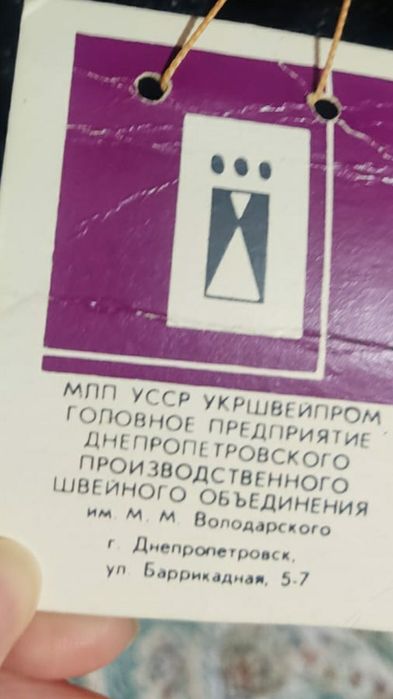 МЛП УССР УКРШВЕЙПРОМ
ГОЛОВНОЕ ПРЕДПРИЯТИЕ
ДНЕПРОПЕТРОВСКОГО
ПРОИЗВОДСТВЕННОГО
ШВЕЙНОГО ОБЪЕДИНЕНИЯ
им. М. М. Володарского
г. Днепропетровск,
ул. Баррикадная, 5-7